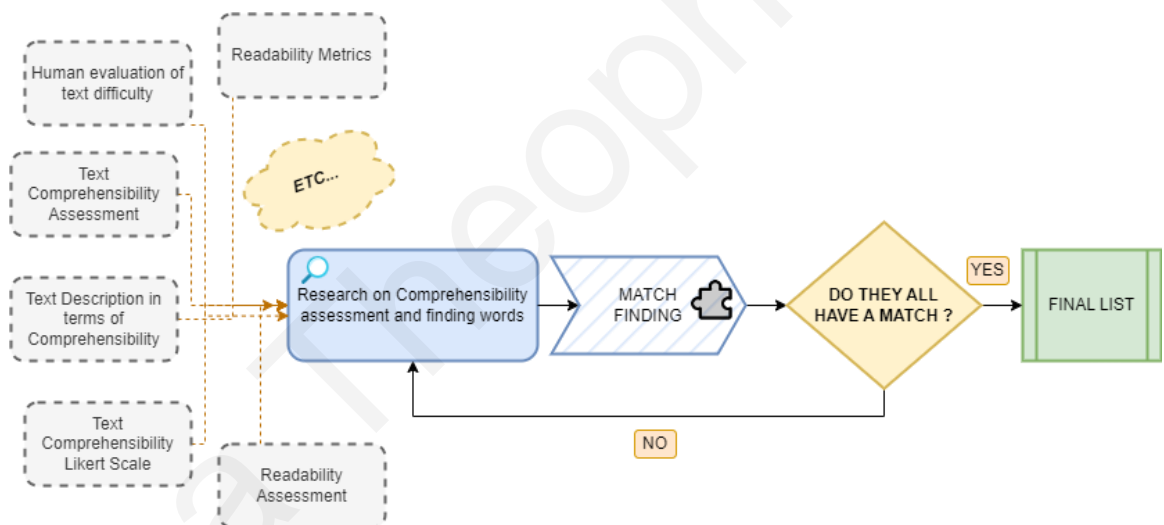 Readability Metrics
Human evaluation of
text difficulty
Text
Comprehensibility
Assessment
ETC...
Text Description in
terms of
Comprehensibility
Text
Comprehensibility
Likert Scale
Readability
Assessment
Research on Comprehensibility
assessment and finding words
MATCH
FINDING
DO THEY ALL
HAVE A MATCH ?
YES
NO
FINAL LIST
a Theoph